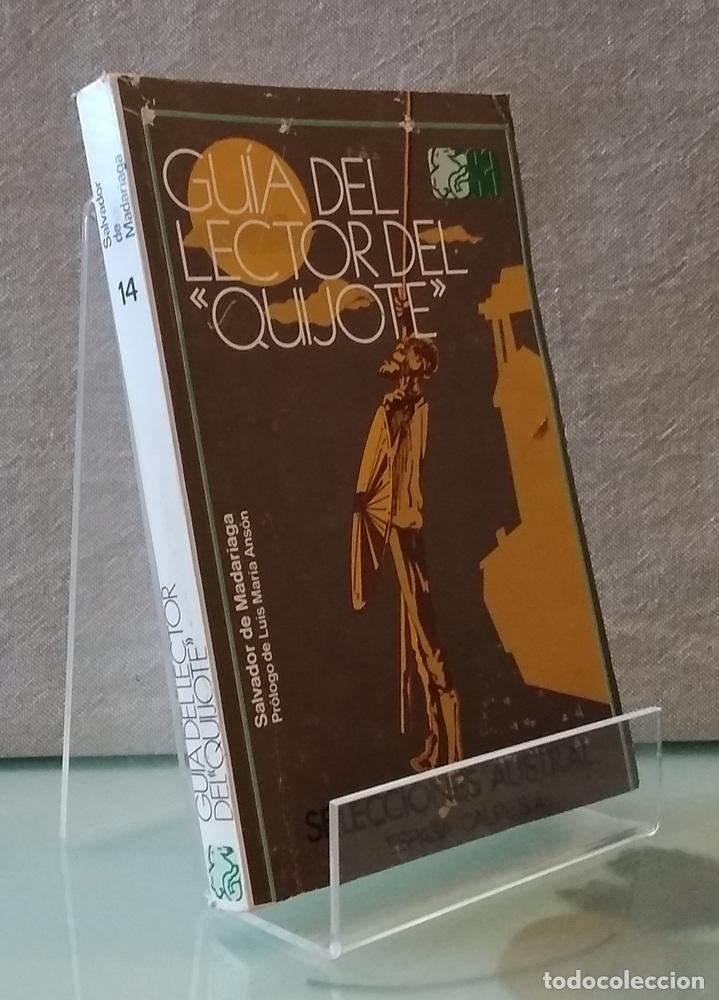 Salvador
de
Madariaga
14
GUÍA DEL LECTOR
DEL «QUIJOTE»
GUÍA DEL
LECTOR DEL
«QUIJOTE»
Salvador de Madariaga
Prólogo de Luis María Ansón
SELECCIONES AUSTRAL
ESPASA-CALPE, S.A.
todocoleccion